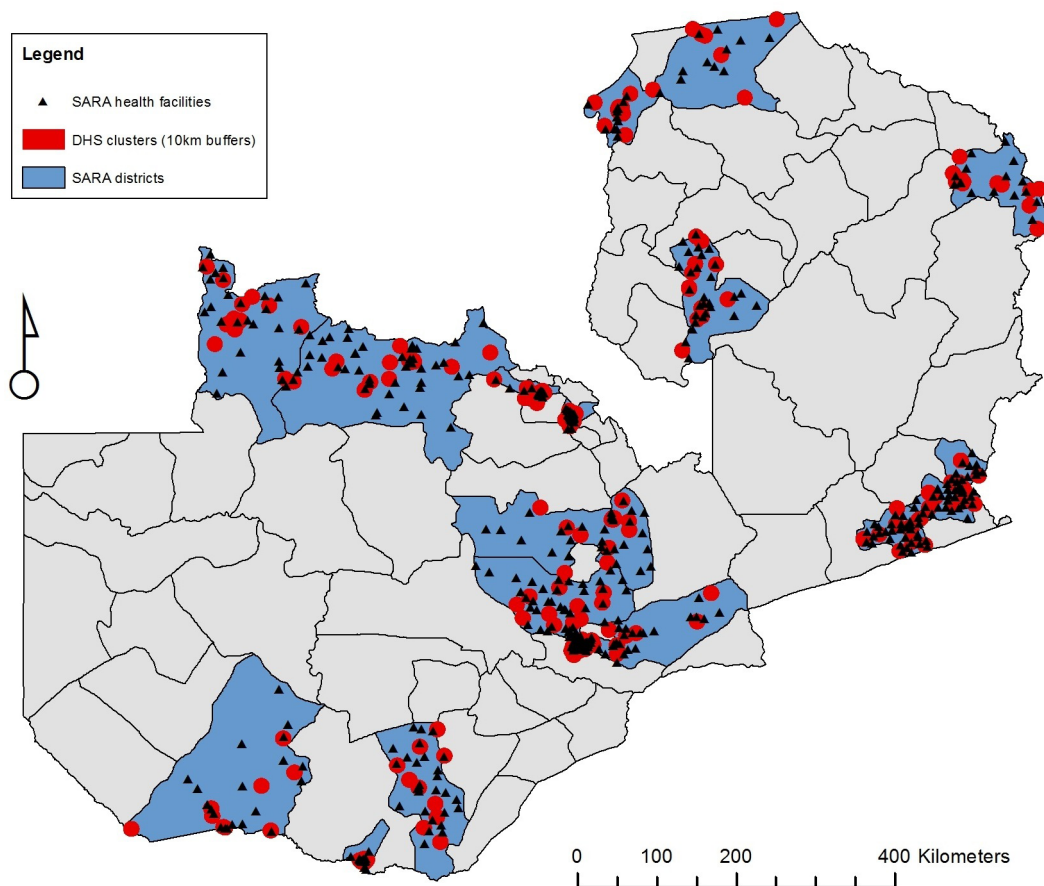 Legend
SARA health facilities
DHS clusters (10km buffers)
SARA districts
0 100 200 400 Kilometers